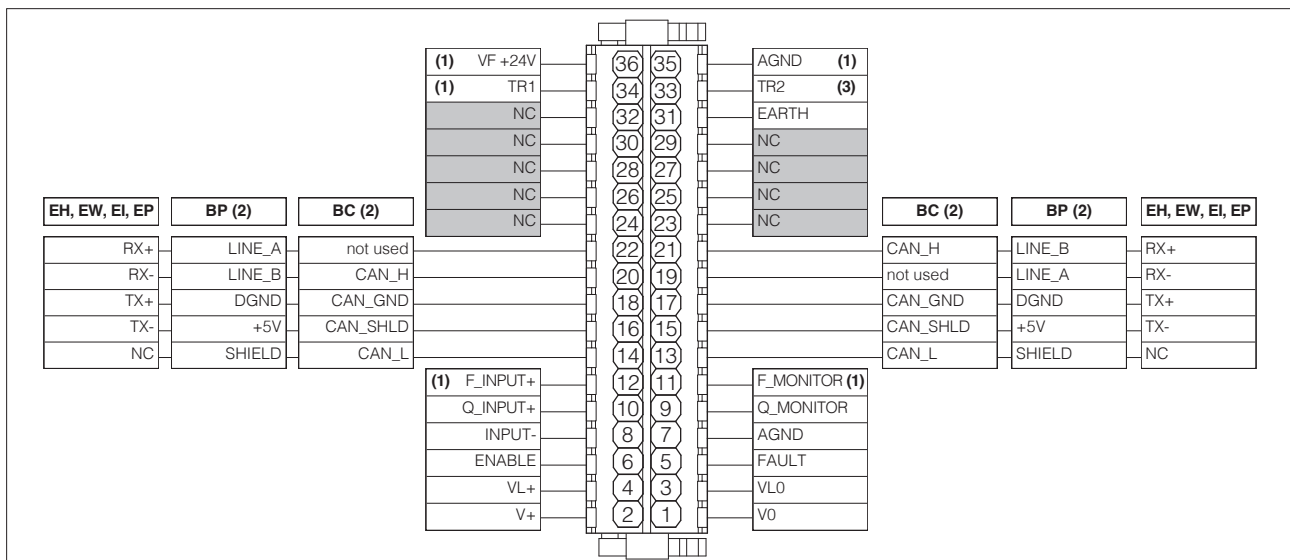 (1) VF +24V 36 35 AGND (1)
(1) TR1 34 33 TR2 (3)
NC 32 31 EARTH
NC 30 29 NC
NC 28 27 NC
NC 26 25 NC
NC 24 23 NC
EH, EW, EI, EP BP (2) BC (2) BC (2) BP (2) EH, EW, EI, EP
RX+ LINE_A not used 22 21 CAN_H LINE_B RX+
RX- LINE_B CAN_H 20 19 not used LINE_A RX-
TX+ DGND CAN_GND 18 17 CAN_GND DGND TX+
TX- +5V CAN_SHLD 16 15 CAN_SHLD +5V TX-
NC SHIELD CAN_L 14 13 CAN_L SHIELD NC
(1) F_INPUT+ 12 11 F_MONITOR (1)
Q_INPUT+ 10 9 Q_MONITOR
INPUT- 8 7 AGND
ENABLE 6 5 FAULT
VL+ 4 3 VL0
V+ 2 1 V0